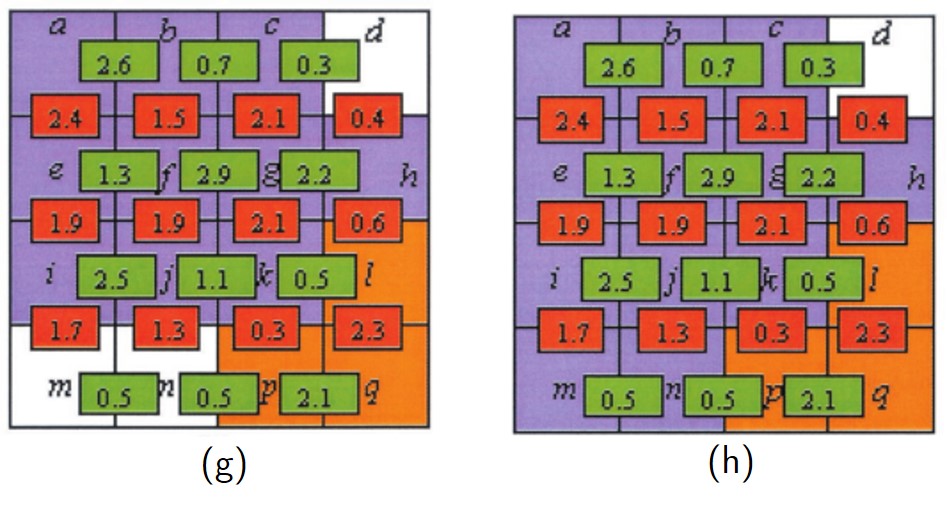 a b c d
2.6 0.7 0.3
2.4 1.5 2.1 0.4
e 1.3 f 2.9 g 2.2 h
1.9 1.9 2.1 0.6
i 2.5 j 1.1 k 0.5 l
1.7 1.3 0.3 2.3
m 0.5 n 0.5 p 2.1 q
(g)
a b c d
2.6 0.7 0.3
2.4 1.5 2.1 0.4
e 1.3 f 2.9 g 2.2 h
1.9 1.9 2.1 0.6
i 2.5 j 1.1 k 0.5 l
1.7 1.3 0.3 2.3
m 0.5 n 0.5 p 2.1 q
(h)